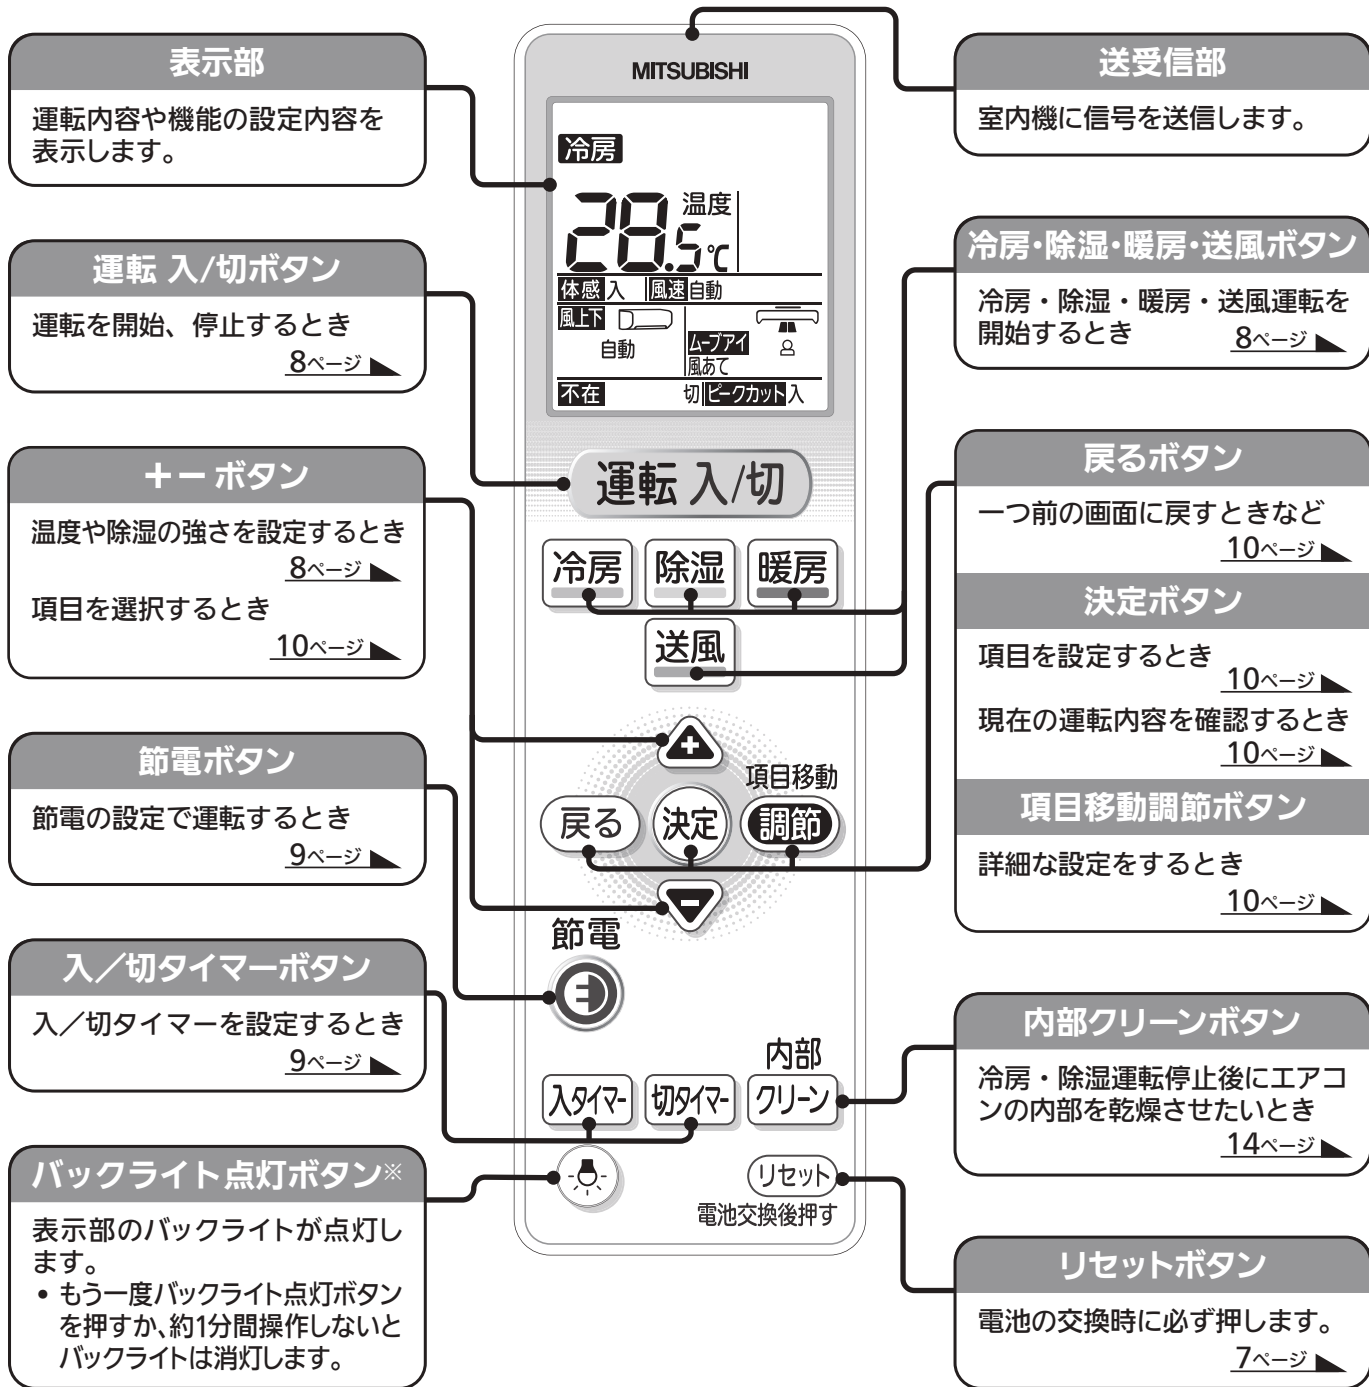 表示部
運転内容や機能の設定内容を
表示します。
運転 入/切ボタン
運転を開始、停止するとき
8ページ
＋－ ボタン
温度や除湿の強さを設定するとき
8ページ
項目を選択するとき
10ページ
節電ボタン
節電の設定で運転するとき
9ページ
入／切タイマーボタン
入／切タイマーを設定するとき
9ページ
バックライト点灯ボタン※
表示部のバックライトが点灯し
ます。
• もう一度バックライト点灯ボタン
を押すか、約1分間操作しないと
バックライトは消灯します。
MITSUBISHI
冷房
28.5℃ 温度
体感 入 風速 自動
風上下
自動
ムーブアイ
風あて
不在 切 ピークカット 入
運転 入/切
冷房 除湿 暖房
送風
+
項目移動
戻る 決定 調節
-
節電
内部
入タイマー 切タイマー クリーン
リセット
電池交換後押す
送受信部
室内機に信号を送信します。
冷房・除湿・暖房・送風ボタン
冷房・除湿・暖房・送風運転を
開始するとき 8ページ
戻るボタン
一つ前の画面に戻すときなど
10ページ
決定ボタン
項目を設定するとき
10ページ
現在の運転内容を確認するとき
10ページ
項目移動調節ボタン
詳細な設定をするとき
10ページ
内部クリーンボタン
冷房・除湿運転停止後にエアコ
ンの内部を乾燥させたいとき
14ページ
リセットボタン
電池の交換時に必ず押します。
7ページ